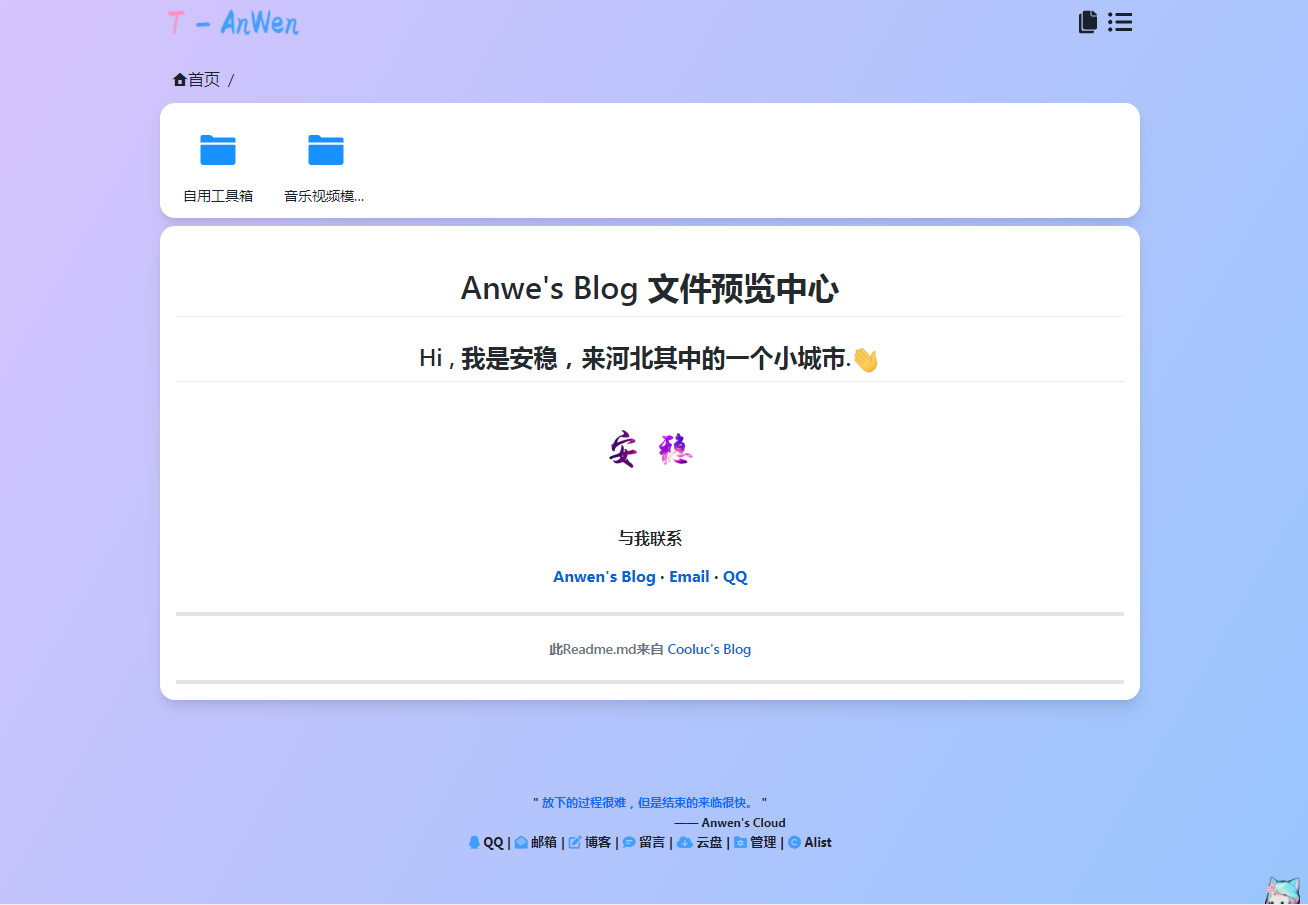 T - AnWen
首页 /
自用工具箱 音乐视频模...
Anwe's Blog 文件预览中心
Hi , 我是安稳，来河北其中的一个小城市.👋
安 稳
与我联系
Anwen's Blog · Email · QQ
此Readme.md来自 Cooluc's Blog
" 放下的过程很难，但是结束的来临很快。 "
—— Anwen's Cloud
QQ | 邮箱 | 博客 | 留言 | 云盘 | 管理 | Alist